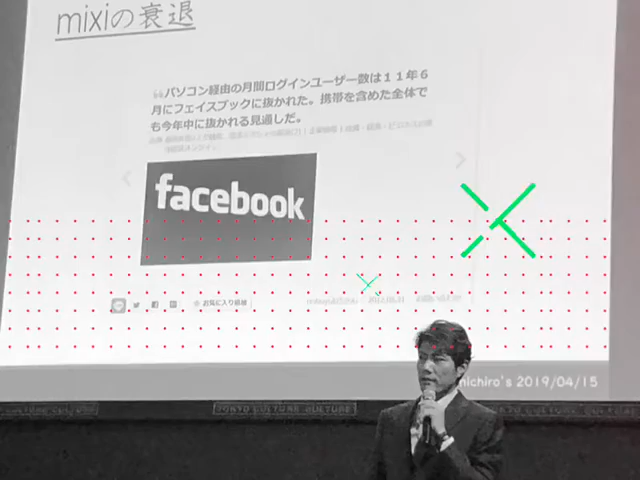 mixiの衰退
パソコン経由の月間ログインユーザー数は11年6
月にフェイスブックに抜かれた。携帯を含めた全体で
も今年中に抜かれる見通しだ。
facebook
お気に入り登録
nichiro's 2019/04/15
TOKYO CULTURE CULTURE